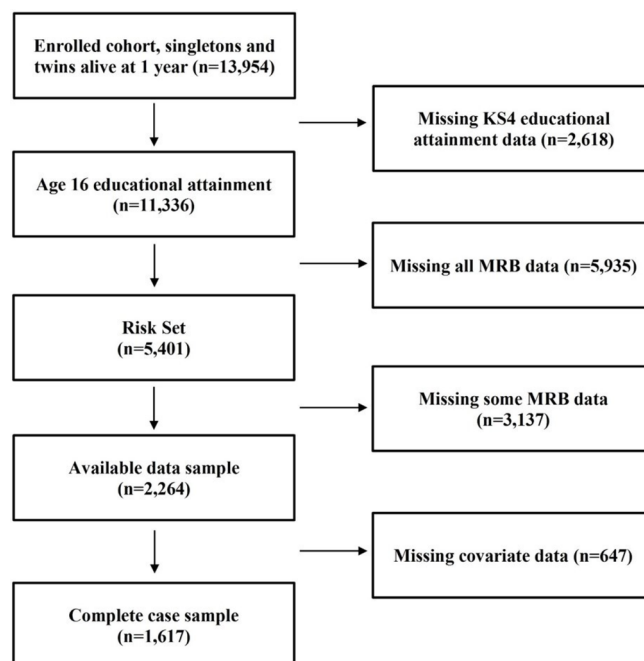 Enrolled cohort, singletons and
twins alive at 1 year (n=13,954)
Missing KS4 educational
attainment data (n=2,618)
Age 16 educational attainment
(n=11,336)
Missing all MRB data (n=5,935)
Risk Set
(n=5,401)
Missing some MRB data
(n=3,137)
Available data sample
(n=2,264)
Missing covariate data (n=647)
Complete case sample
(n=1,617)